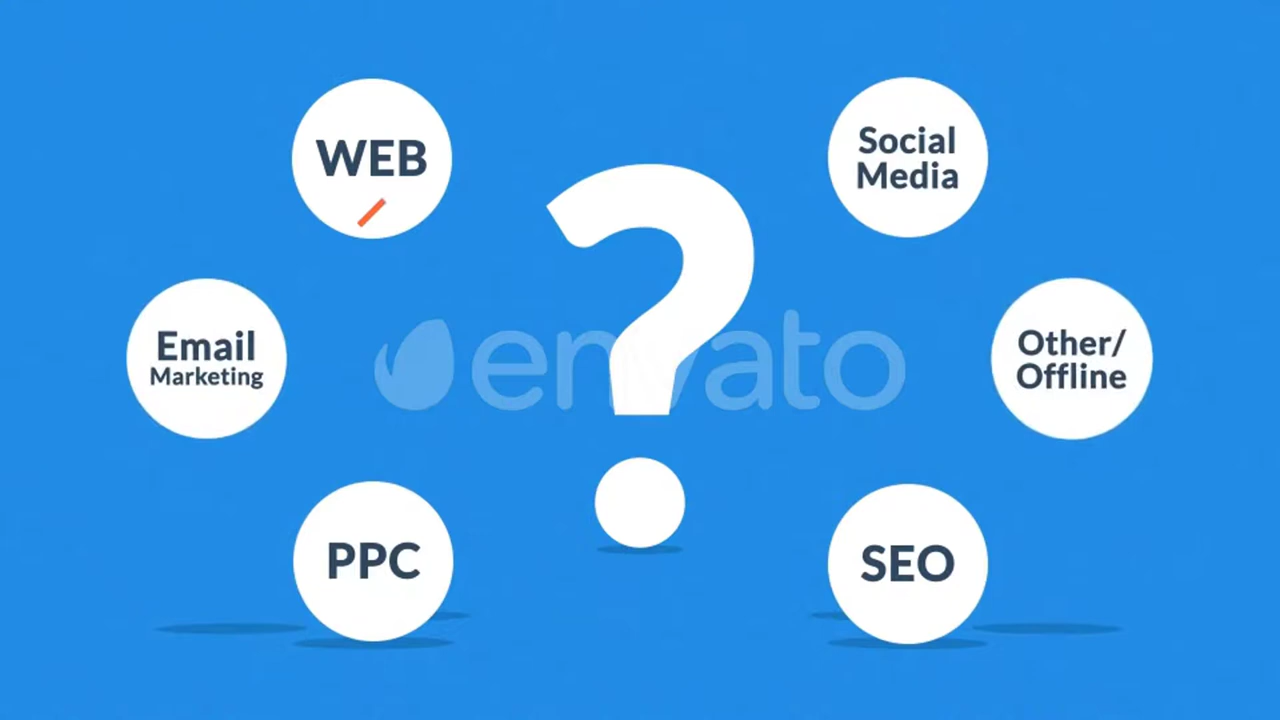 WEB
Social
Media
?
envato
Email
Marketing
Other/
Offline
PPC
SEO